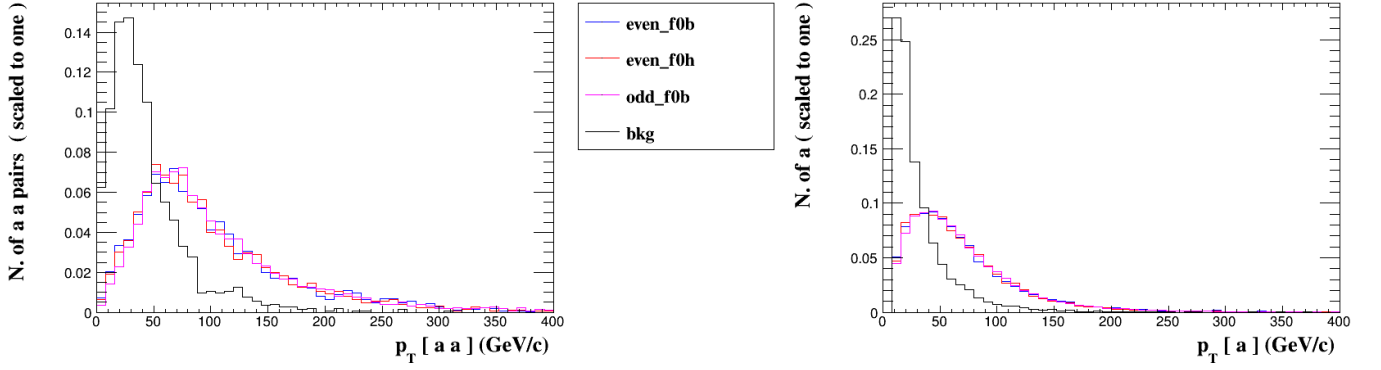 N. of a a pairs ( scaled to one)
0.14
0.12
0.1
0.08
0.06
0.04
0.02
0
0 50 100 150 200 250 300 350 400
p_T [ a a ] (GeV/c)
even_f0b
even_f0h
odd_f0b
bkg
N. of a ( scaled to one)
0.25
0.2
0.15
0.1
0.05
0
0 50 100 150 200 250 300 350 400
p_T [ a ] (GeV/c)